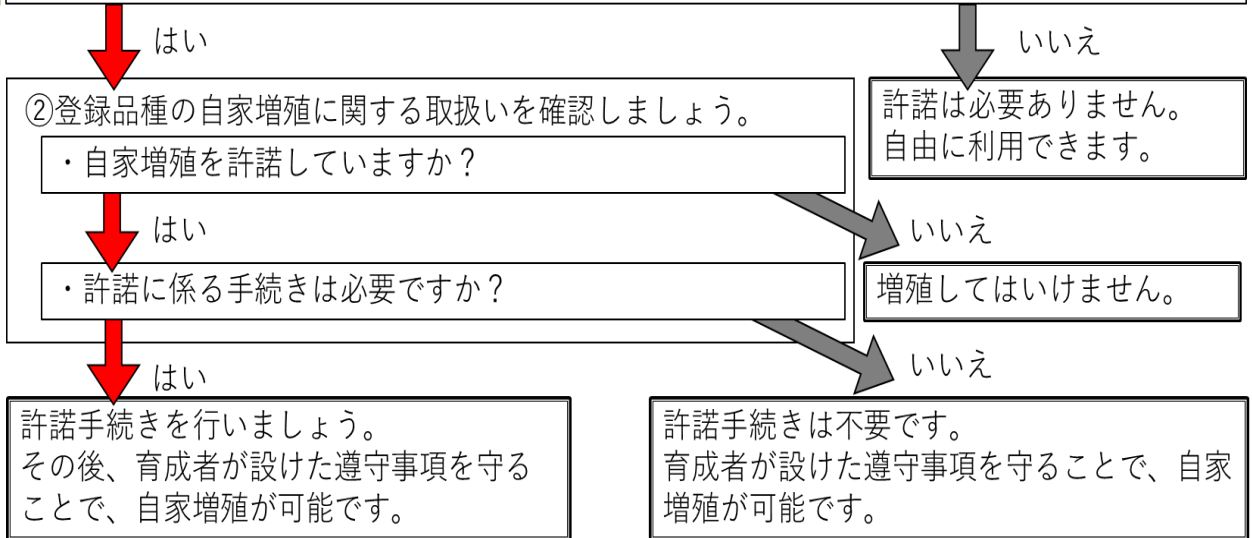 はい
いいえ
②登録品種の自家増殖に関する取扱いを確認しましょう。
・自家増殖を許諾していますか？
許諾は必要ありません。
自由に利用できます。
はい
いいえ
・許諾に係る手続きは必要ですか？
増殖してはいけません。
はい
いいえ
許諾手続きを行いましょう。
その後、育成者が設けた遵守事項を守る
ことで、自家増殖が可能です。
許諾手続きは不要です。
育成者が設けた遵守事項を守ることで、自家
増殖が可能です。